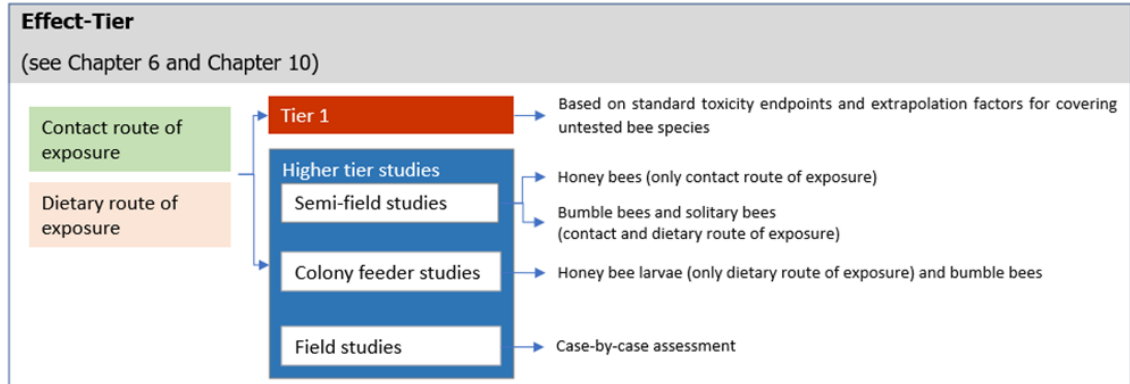 Effect-Tier
(see Chapter 6 and Chapter 10)
Contact route of
exposure
Dietary route of
exposure
Tier 1
Based on standard toxicity endpoints and extrapolation factors for covering
untested bee species
Higher tier studies
Semi-field studies
Honey bees (only contact route of exposure)
Bumble bees and solitary bees
(contact and dietary route of exposure)
Colony feeder studies
Honey bee larvae (only dietary route of exposure) and bumble bees
Field studies
Case-by-case assessment